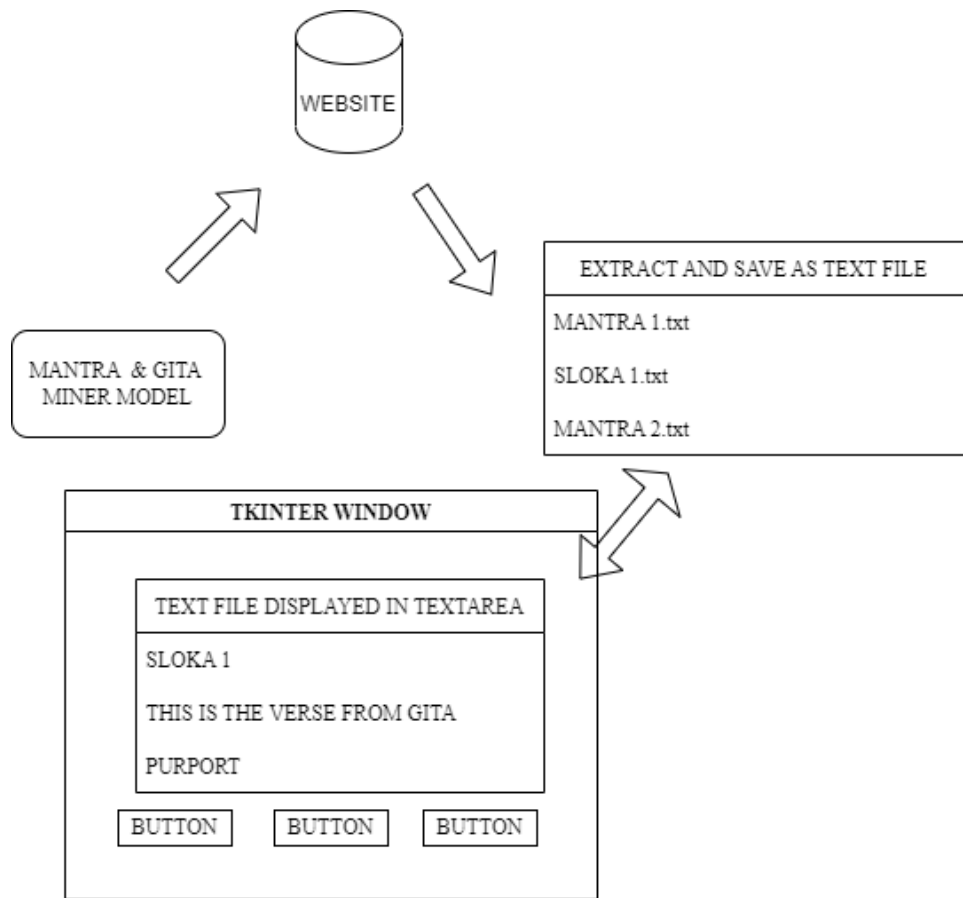 WEBSITE
EXTRACT AND SAVE AS TEXT FILE
MANTRA 1.txt
SLOKA 1.txt
MANTRA 2.txt
MANTRA & GITA
MINER MODEL
TKINTER WINDOW
TEXT FILE DISPLAYED IN TEXTAREA
SLOKA 1
THIS IS THE VERSE FROM GITA
PURPORT
BUTTON BUTTON BUTTON